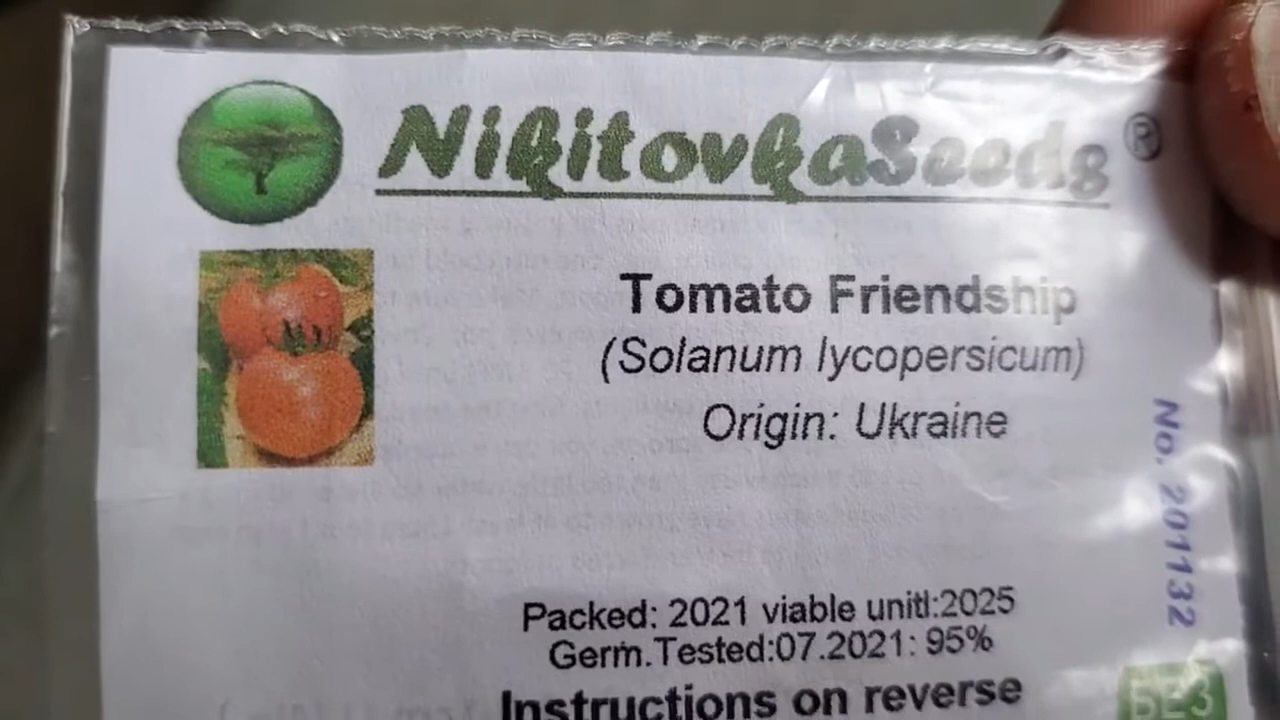 NikitovkaSeeds®
Tomato Friendship
(Solanum lycopersicum)
Origin: Ukraine
No. 201132
Packed: 2021 viable unitl:2025
Germ.Tested:07.2021: 95%
Instructions on reverse
БЕЗ